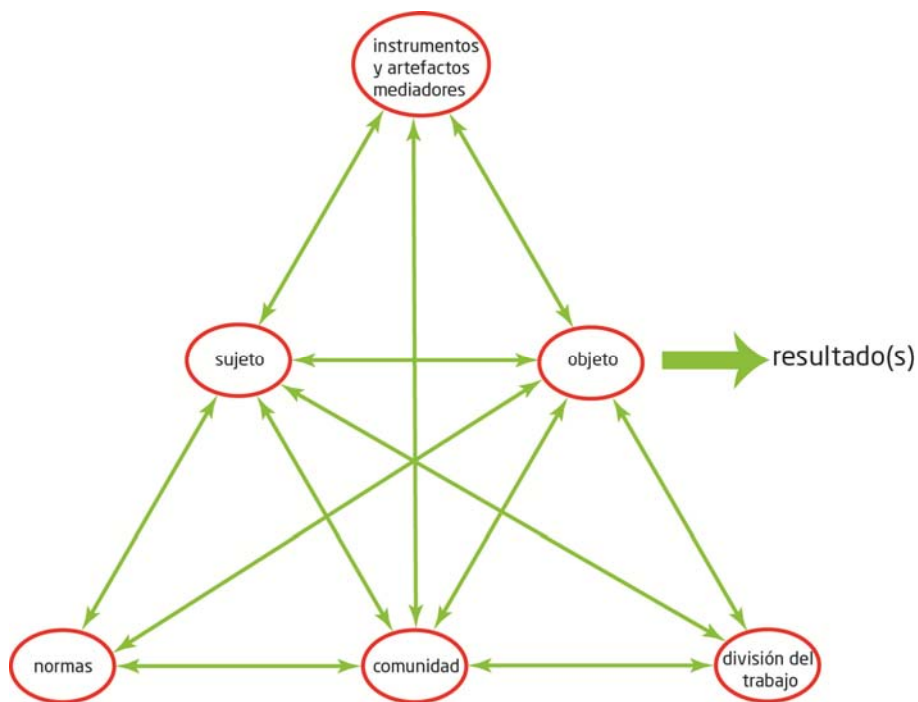 instrumentos
y artefactos
mediadores
sujeto
objeto
resultado(s)
normas
comunidad
división del
trabajo